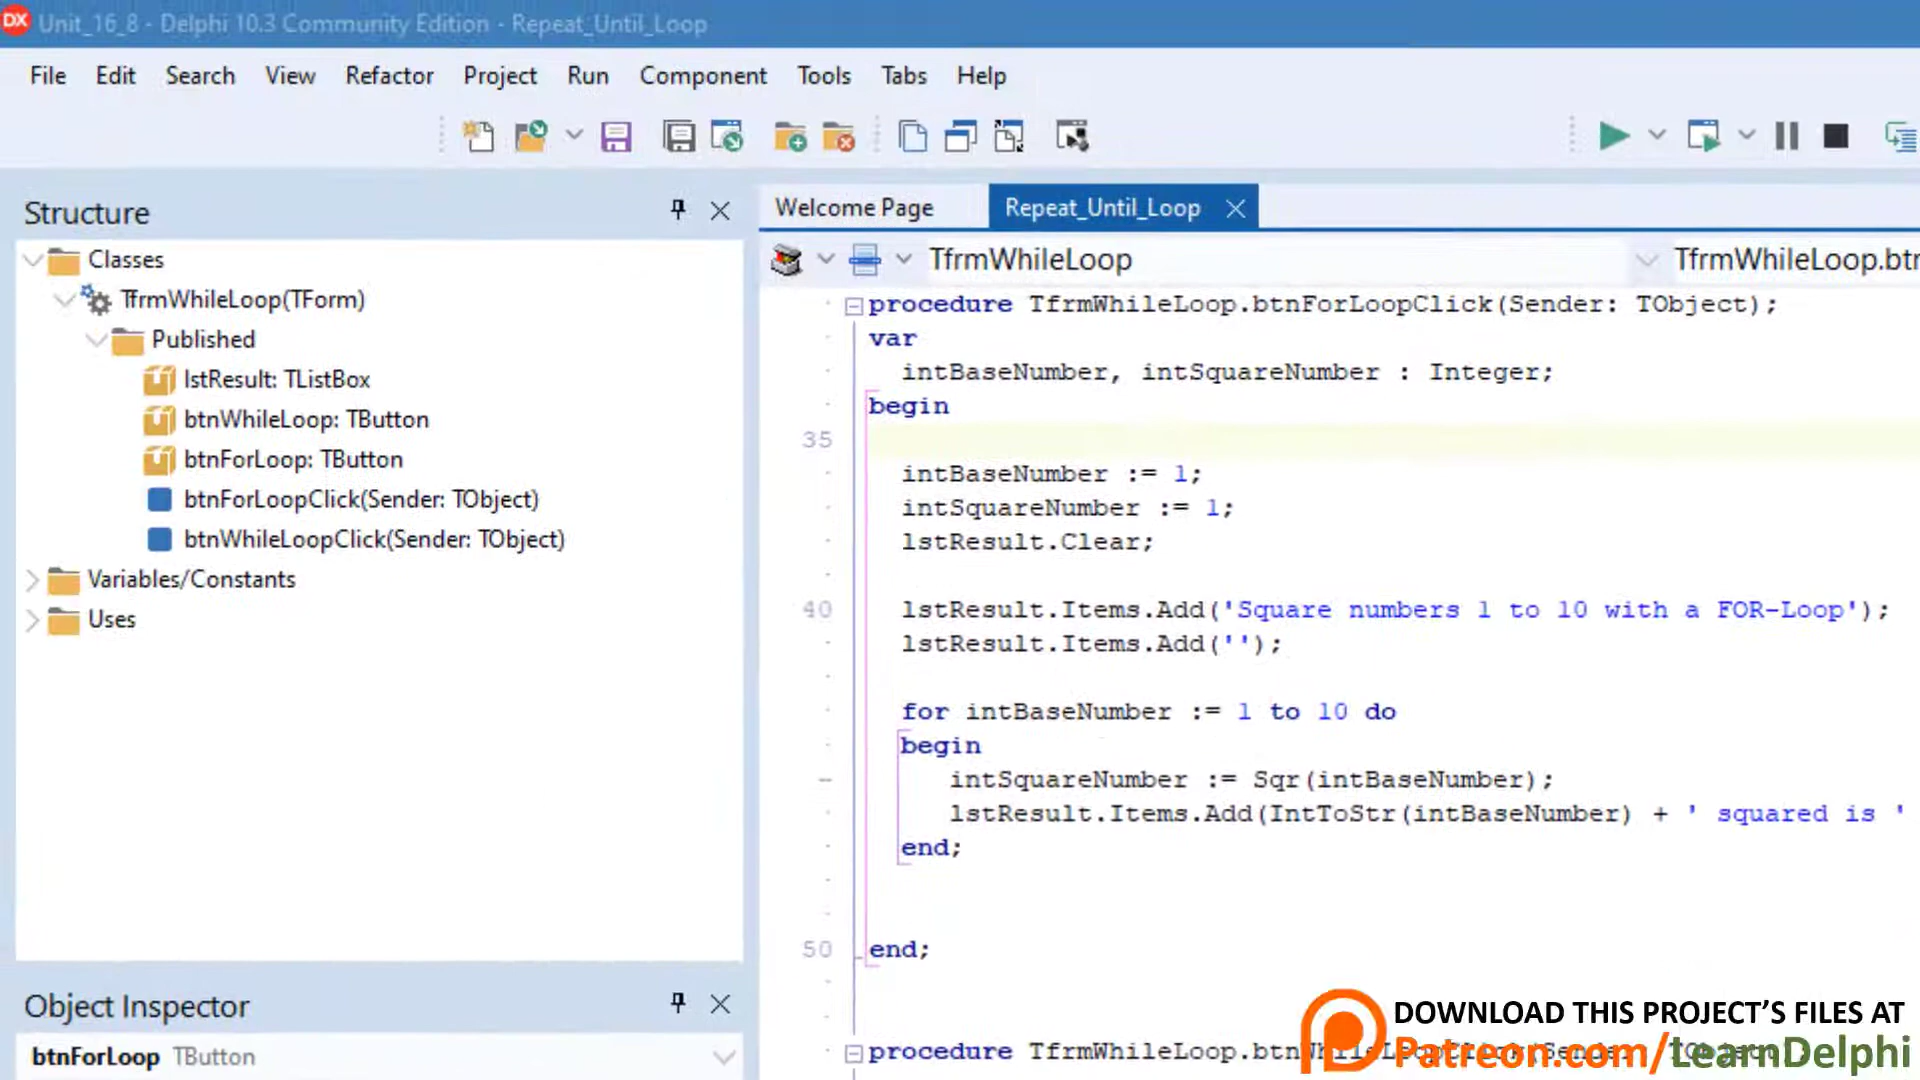 DX Unit_16_8 - Delphi 10.3 Community Edition - Repeat_Until_Loop
File Edit Search View Refactor Project Run Component Tools Tabs Help
Structure
Classes
TfrmWhileLoop(TForm)
Published
lstResult: TListBox
btnWhileLoop: TButton
btnForLoop: TButton
btnForLoopClick(Sender: TObject)
btnWhileLoopClick(Sender: TObject)
Variables/Constants
Uses
Object Inspector
btnForLoop TButton
Welcome Page Repeat_Until_Loop
TfrmWhileLoop TfrmWhileLoop.btn
procedure TfrmWhileLoop.btnForLoopClick(Sender: TObject);
var
intBaseNumber, intSquareNumber : Integer;
begin
35
intBaseNumber := 1;
intSquareNumber := 1;
lstResult.Clear;
40 lstResult.Items.Add('Square numbers 1 to 10 with a FOR-Loop');
lstResult.Items.Add('');
for intBaseNumber := 1 to 10 do
begin
intSquareNumber := Sqr(intBaseNumber);
lstResult.Items.Add(IntToStr(intBaseNumber) + ' squared is '
end;
50 end;
procedure TfrmWhileLoop.btnWhileLoopClick(Sender: TObject);
DOWNLOAD THIS PROJECT'S FILES AT
Patreon.com/LearnDelphi